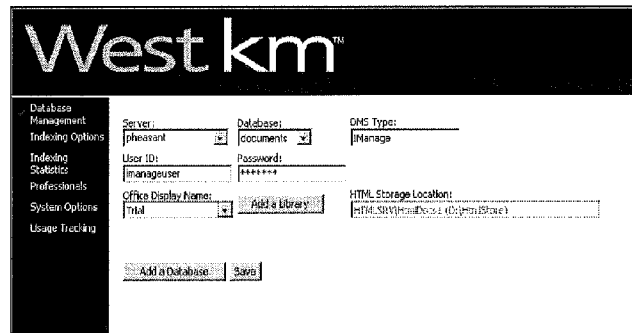 West km™
Database
Management
Indexing Options
Indexing
Statistics
Professionals
System Options
Usage Tracking
Server: Database: DMS Type:
pheasant documents iManage
User ID: Password:
imanageuser *******
Office Display Name: HTML Storage Location:
Trial Add a Library
Add a Database Save